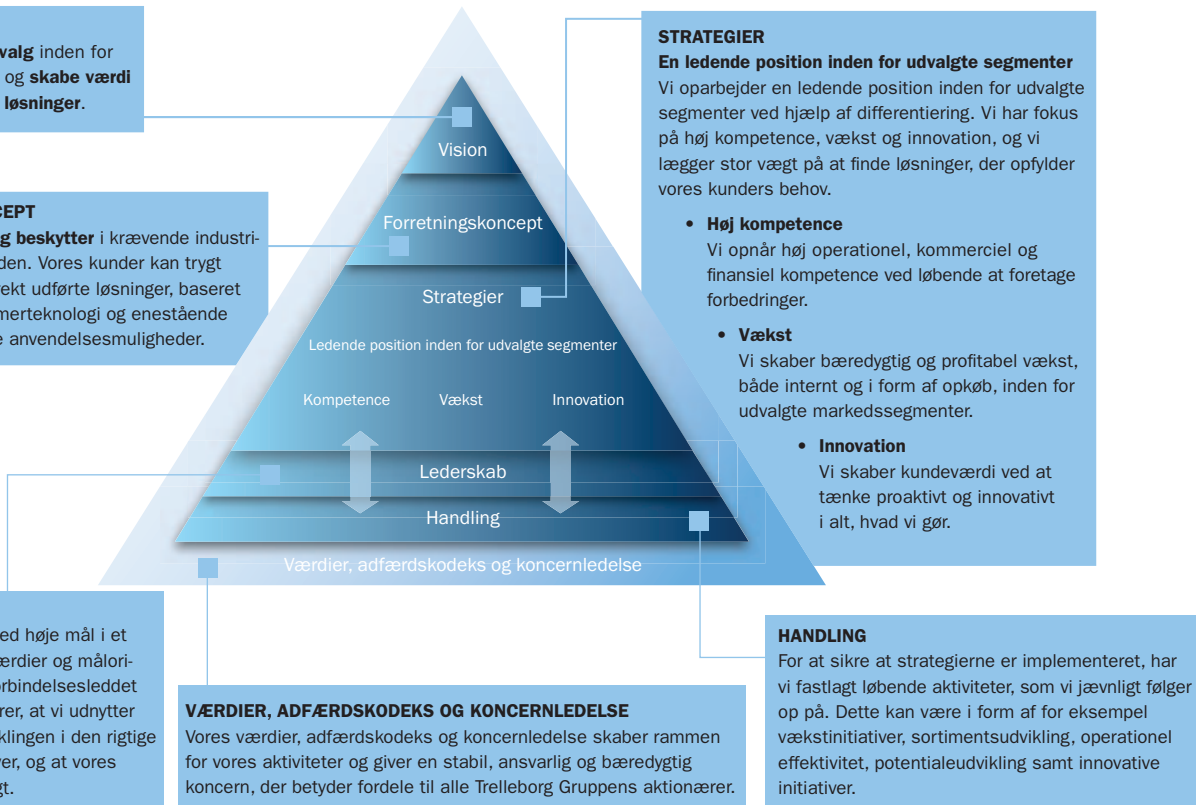 valg inden for
og skabe værdi
løsninger.
CEPT
g beskytter i krævende industri-
den. Vores kunder kan trygt
ekt udførte løsninger, baseret
merteknologi og enestående
e anvendelsesmuligheder.
Vision
Forretningskoncept
Strategier
Ledende position inden for udvalgte segmenter
Kompetence Vækst Innovation
Lederskab
Handling
Værdier, adfærdskodeks og koncernledelse
STRATEGIER
En ledende position inden for udvalgte segmenter
Vi oparbejder en ledende position inden for udvalgte
segmenter ved hjælp af differentiering. Vi har fokus
på høj kompetence, vækst og innovation, og vi
lægger stor vægt på at finde løsninger, der opfylder
vores kunders behov.
• Høj kompetence
Vi opnår høj operationel, kommerciel og
finansiel kompetence ved løbende at foretage
forbedringer.
• Vækst
Vi skaber bæredygtig og profitabel vækst,
både internt og i form af opkøb, inden for
udvalgte markedssegmenter.
• Innovation
Vi skaber kundeværdi ved at
tænke proaktivt og innovativt
i alt, hvad vi gør.
ed høje mål i et
ærdier og målori-
orbindelsesleddet
rer, at vi udnytter
klingen i den rigtige
ver, og at vores
gt.
VÆRDIER, ADFÆRDSKODEKS OG KONCERNLEDELSE
Vores værdier, adfærdskodeks og koncernledelse skaber rammen
for vores aktiviteter og giver en stabil, ansvarlig og bæredygtig
koncern, der betyder fordele til alle Trelleborg Gruppens aktionærer.
HANDLING
For at sikre at strategierne er implementeret, har
vi fastlagt løbende aktiviteter, som vi jævnligt følger
op på. Dette kan være i form af for eksempel
vækstinitiativer, sortimentsudvikling, operationel
effektivitet, potentialeudvikling samt innovative
initiativer.